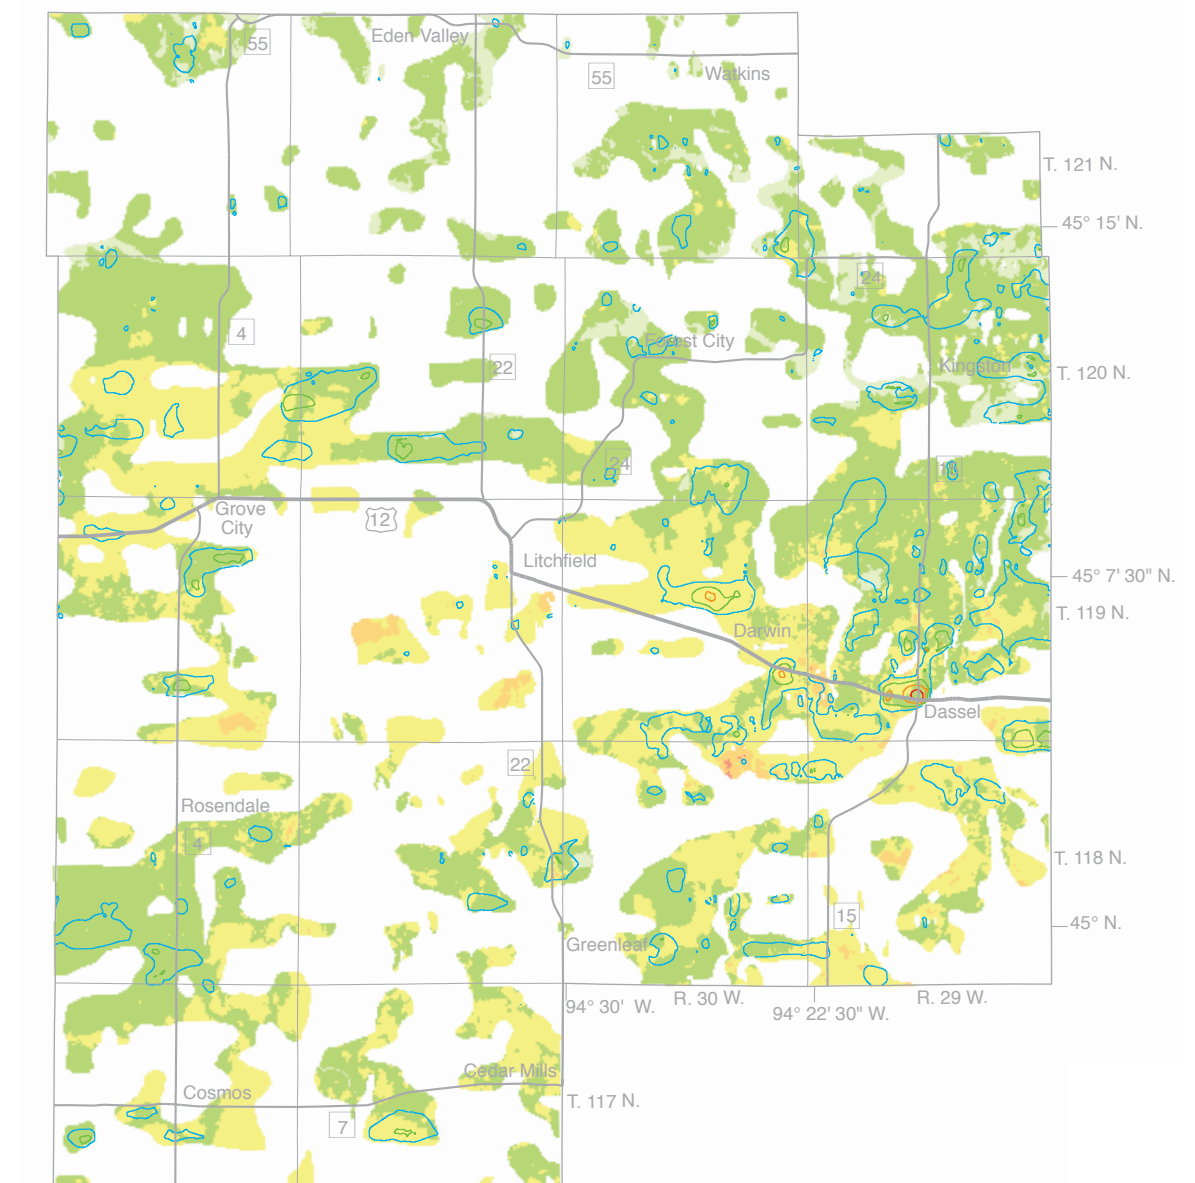 Eden Valley
55
55
Watkins
T. 121 N.
45° 15' N.
24
4
Forest City
22
Kingston
T. 120 N.
24
Grove
City
12
Litchfield
45° 7' 30" N.
T. 119 N.
Darwin
Dassel
22
Rosendale
4
T. 118 N.
15
45° N.
Greenleaf
94° 30' W.
R. 30 W.
94° 22' 30" W.
R. 29 W.
Cedar Mills
Cosmos
T. 117 N.
7